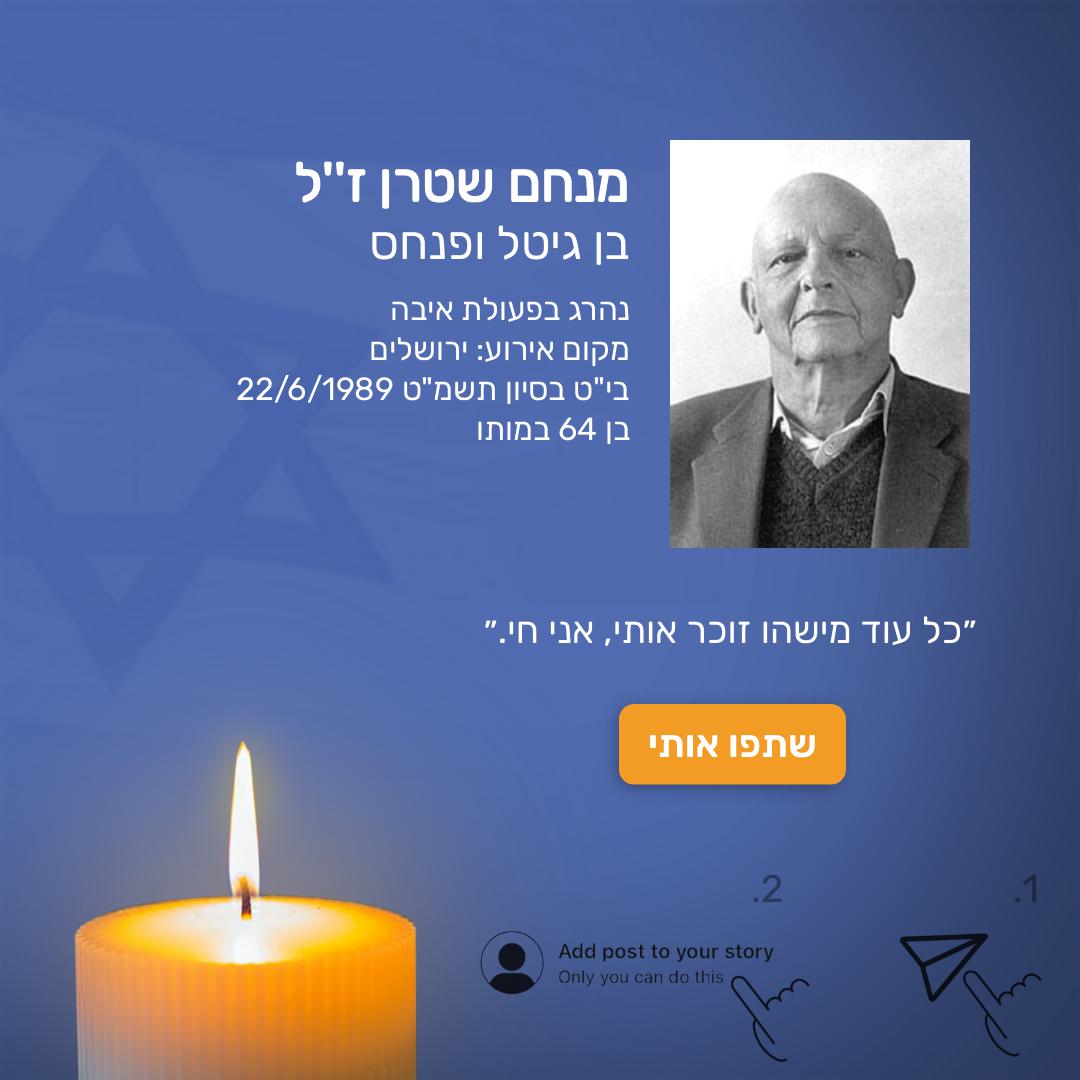 מנחם שטרן ז"ל
בן גיטל ופנחס
נהרג בפעולת איבה
מקום אירוע: ירושלים
בי"ט בסיון תשמ"ט 22/6/1989
בן 64 במותו
״כל עוד מישהו זוכר אותי, אני חי.״
שתפו אותי
1.
2.
Add post to your story
Only you can do this